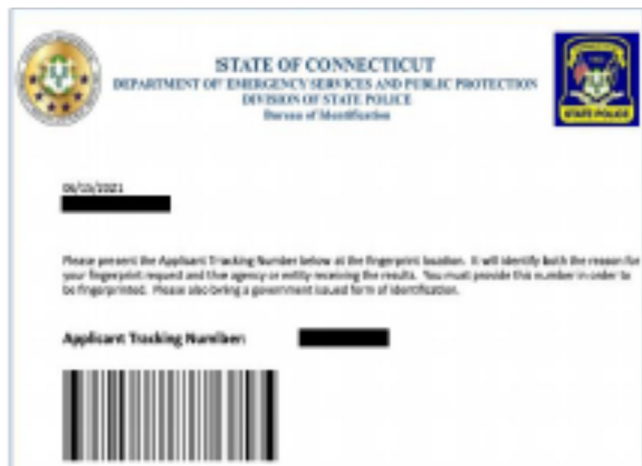 STATE OF CONNECTICUT
DEPARTMENT OF EMERGENCY SERVICES AND PUBLIC PROTECTION
DIVISION OF STATE POLICE
Bureau of Identification
STATE POLICE
Please present the Applicant Tracking Number below at the fingerprint location. It will identify both the reason for
your fingerprint request and the agency or entity receiving the results. You must provide this number in order to
be fingerprinted. Please also bring a government issued form of identification.
Applicant Tracking Number: